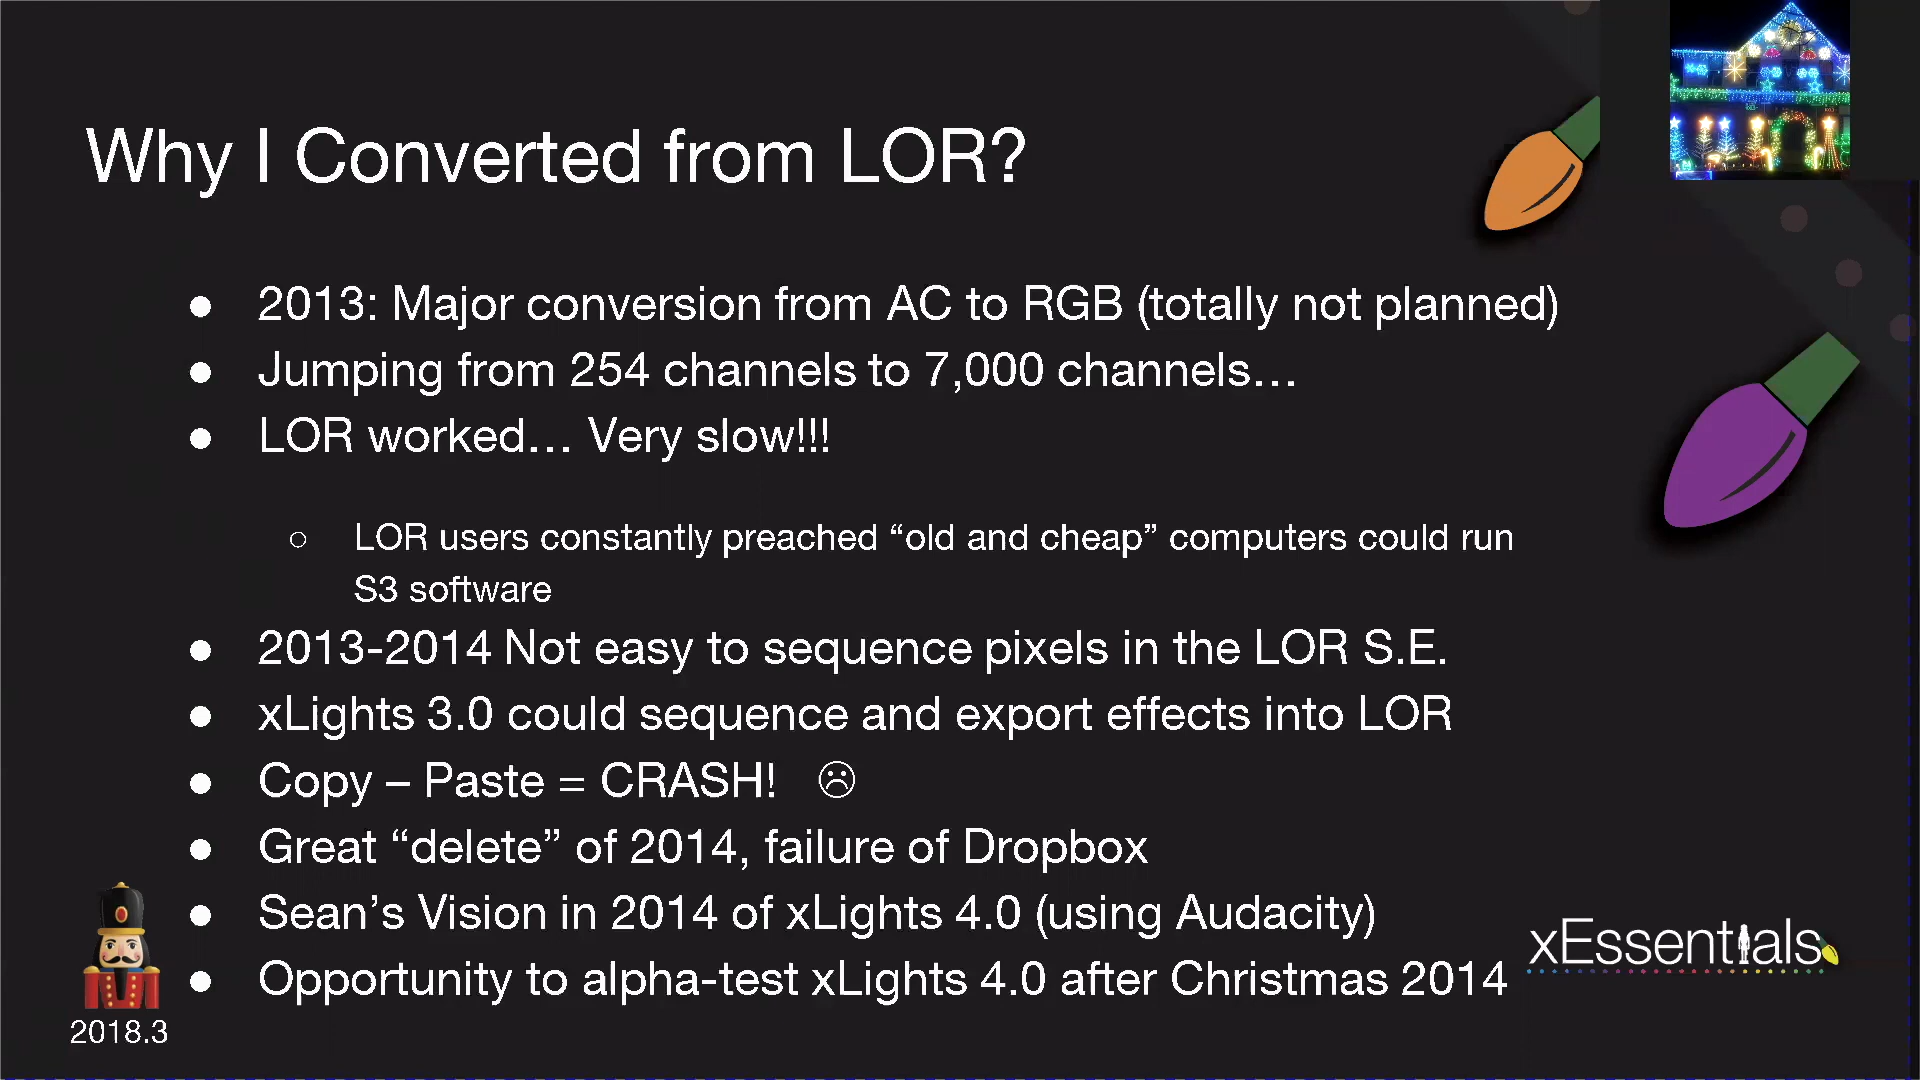 Why I Converted from LOR?
● 2013: Major conversion from AC to RGB (totally not planned)
● Jumping from 254 channels to 7,000 channels…
● LOR worked… Very slow!!!
○ LOR users constantly preached “old and cheap” computers could run
S3 software
● 2013-2014 Not easy to sequence pixels in the LOR S.E.
● xLights 3.0 could sequence and export effects into LOR
● Copy – Paste = CRASH! ☹
● Great “delete” of 2014, failure of Dropbox
● Sean’s Vision in 2014 of xLights 4.0 (using Audacity)
● Opportunity to alpha-test xLights 4.0 after Christmas 2014
xEssentials
2018.3